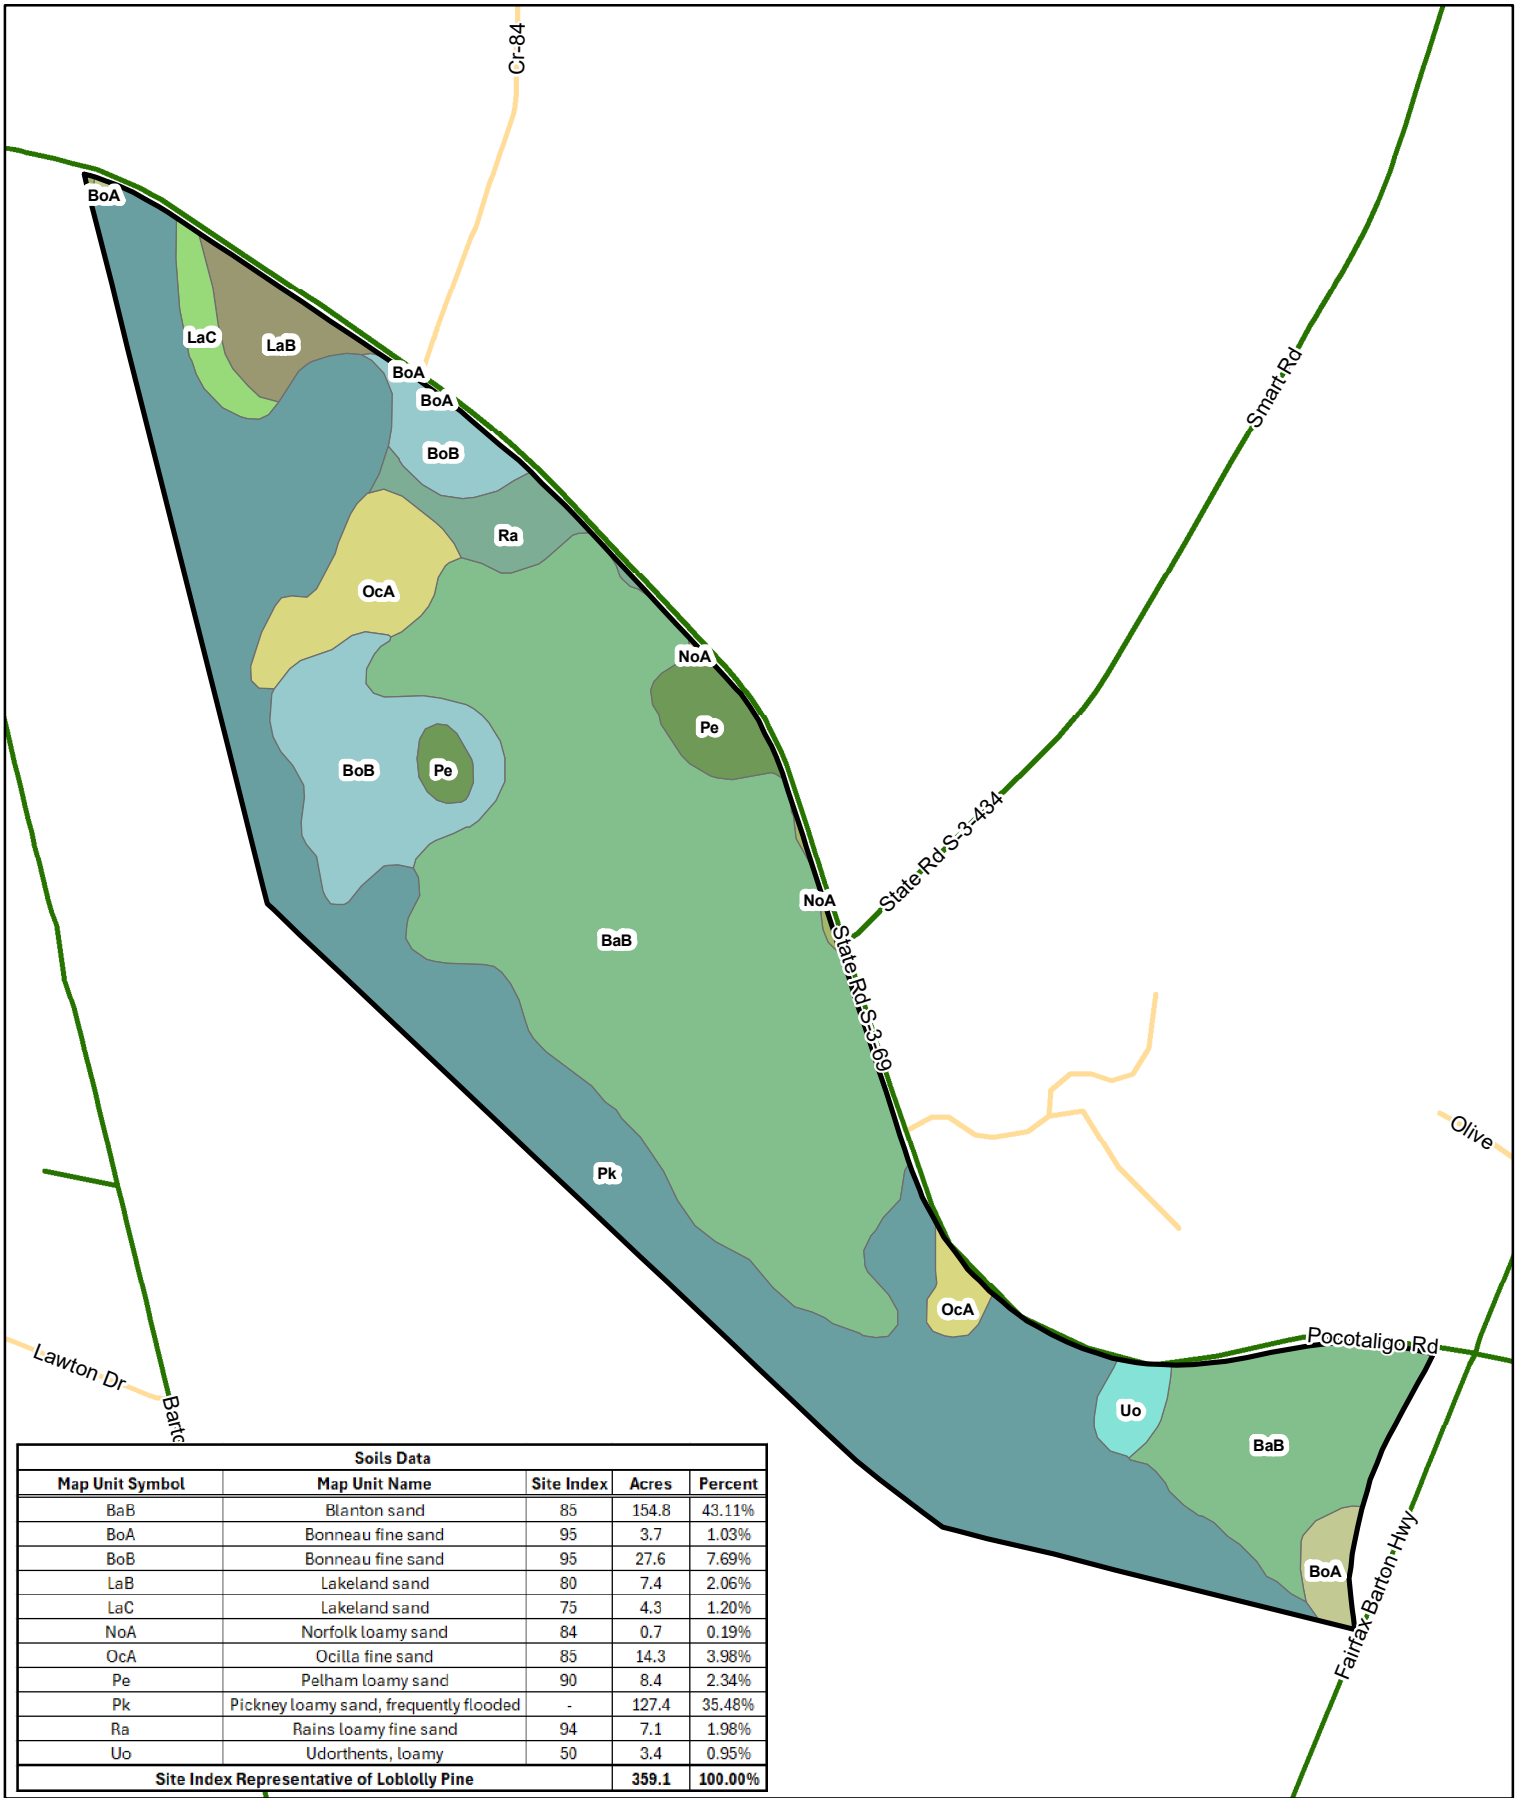 Cr-84
BoA
LaC
LaB
BoA
BoA
BoB
Smart Rd
Ra
OcA
NoA
Pe
BoB
Pe
State Rd S-3-434
NoA
BaB
State Rd S-3-69
Olive
Pk
OcA
Pocotaligo Rd
Lawton Dr
Uo
BaB
BoA
Fairfax Barton Hwy
Soils Data
Map Unit Symbol Map Unit Name Site Index Acres Percent
BaB Blanton sand 85 154.8 43.11%
BoA Bonneau fine sand 95 3.7 1.03%
BoB Bonneau fine sand 95 27.6 7.69%
LaB Lakeland sand 80 7.4 2.06%
LaC Lakeland sand 75 4.3 1.20%
NoA Norfolk loamy sand 84 0.7 0.19%
OcA Ocilla fine sand 85 14.3 3.98%
Pe Pelham loamy sand 90 8.4 2.34%
Pk Pickney loamy sand, frequently flooded - 127.4 35.48%
Ra Rains loamy fine sand 94 7.1 1.98%
Uo Udorthents, loamy 50 3.4 0.95%
Site Index Representative of Loblolly Pine 359.1 100.00%